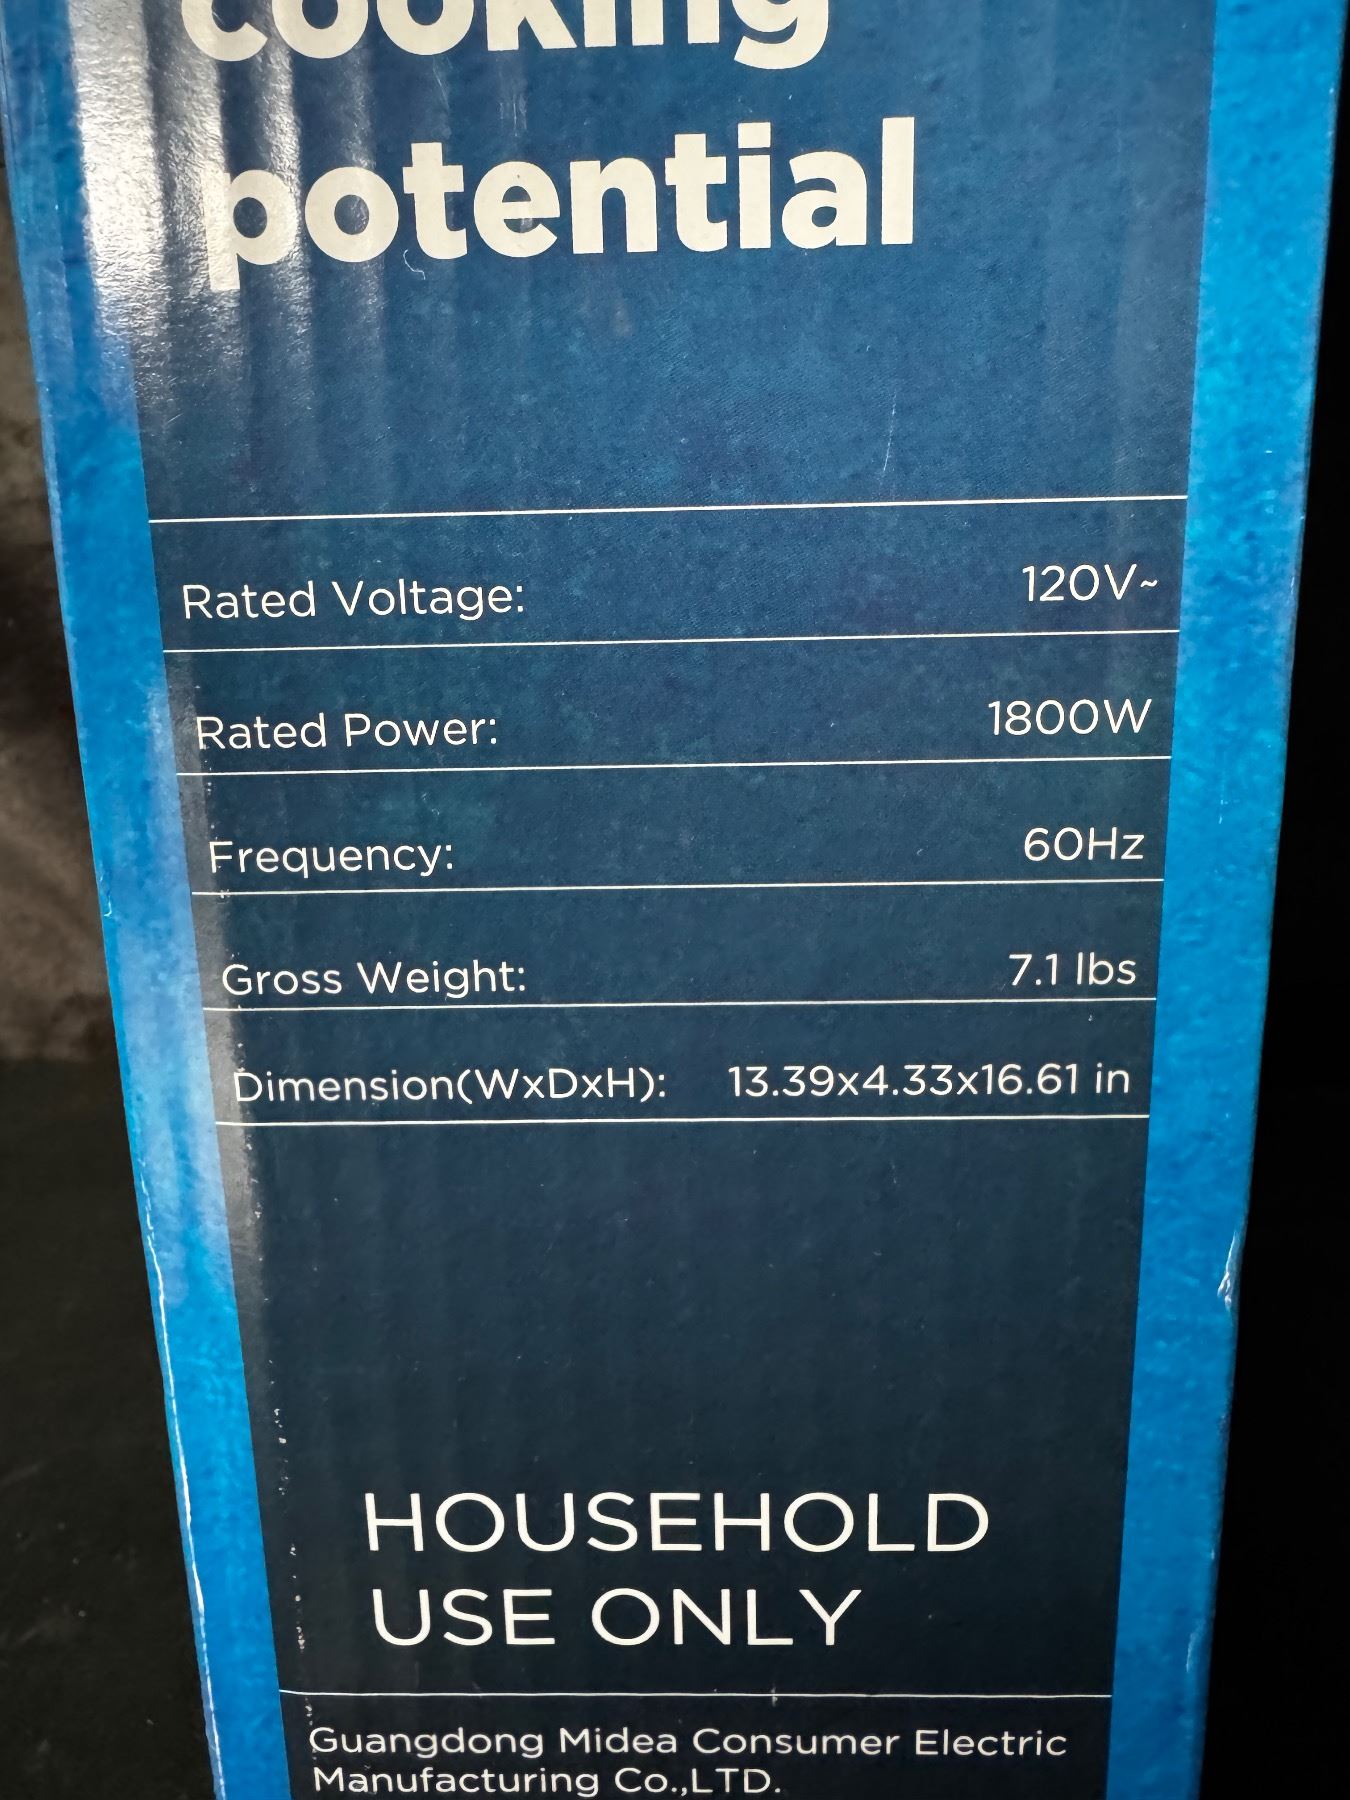 cooking
potential
Rated Voltage: 120V~
Rated Power: 1800W
Frequency: 60Hz
Gross Weight: 7.1 lbs
Dimension(WxDxH): 13.39x4.33x16.61 in
HOUSEHOLD
USE ONLY
Guangdong Midea Consumer Electric
Manufacturing Co.,LTD.